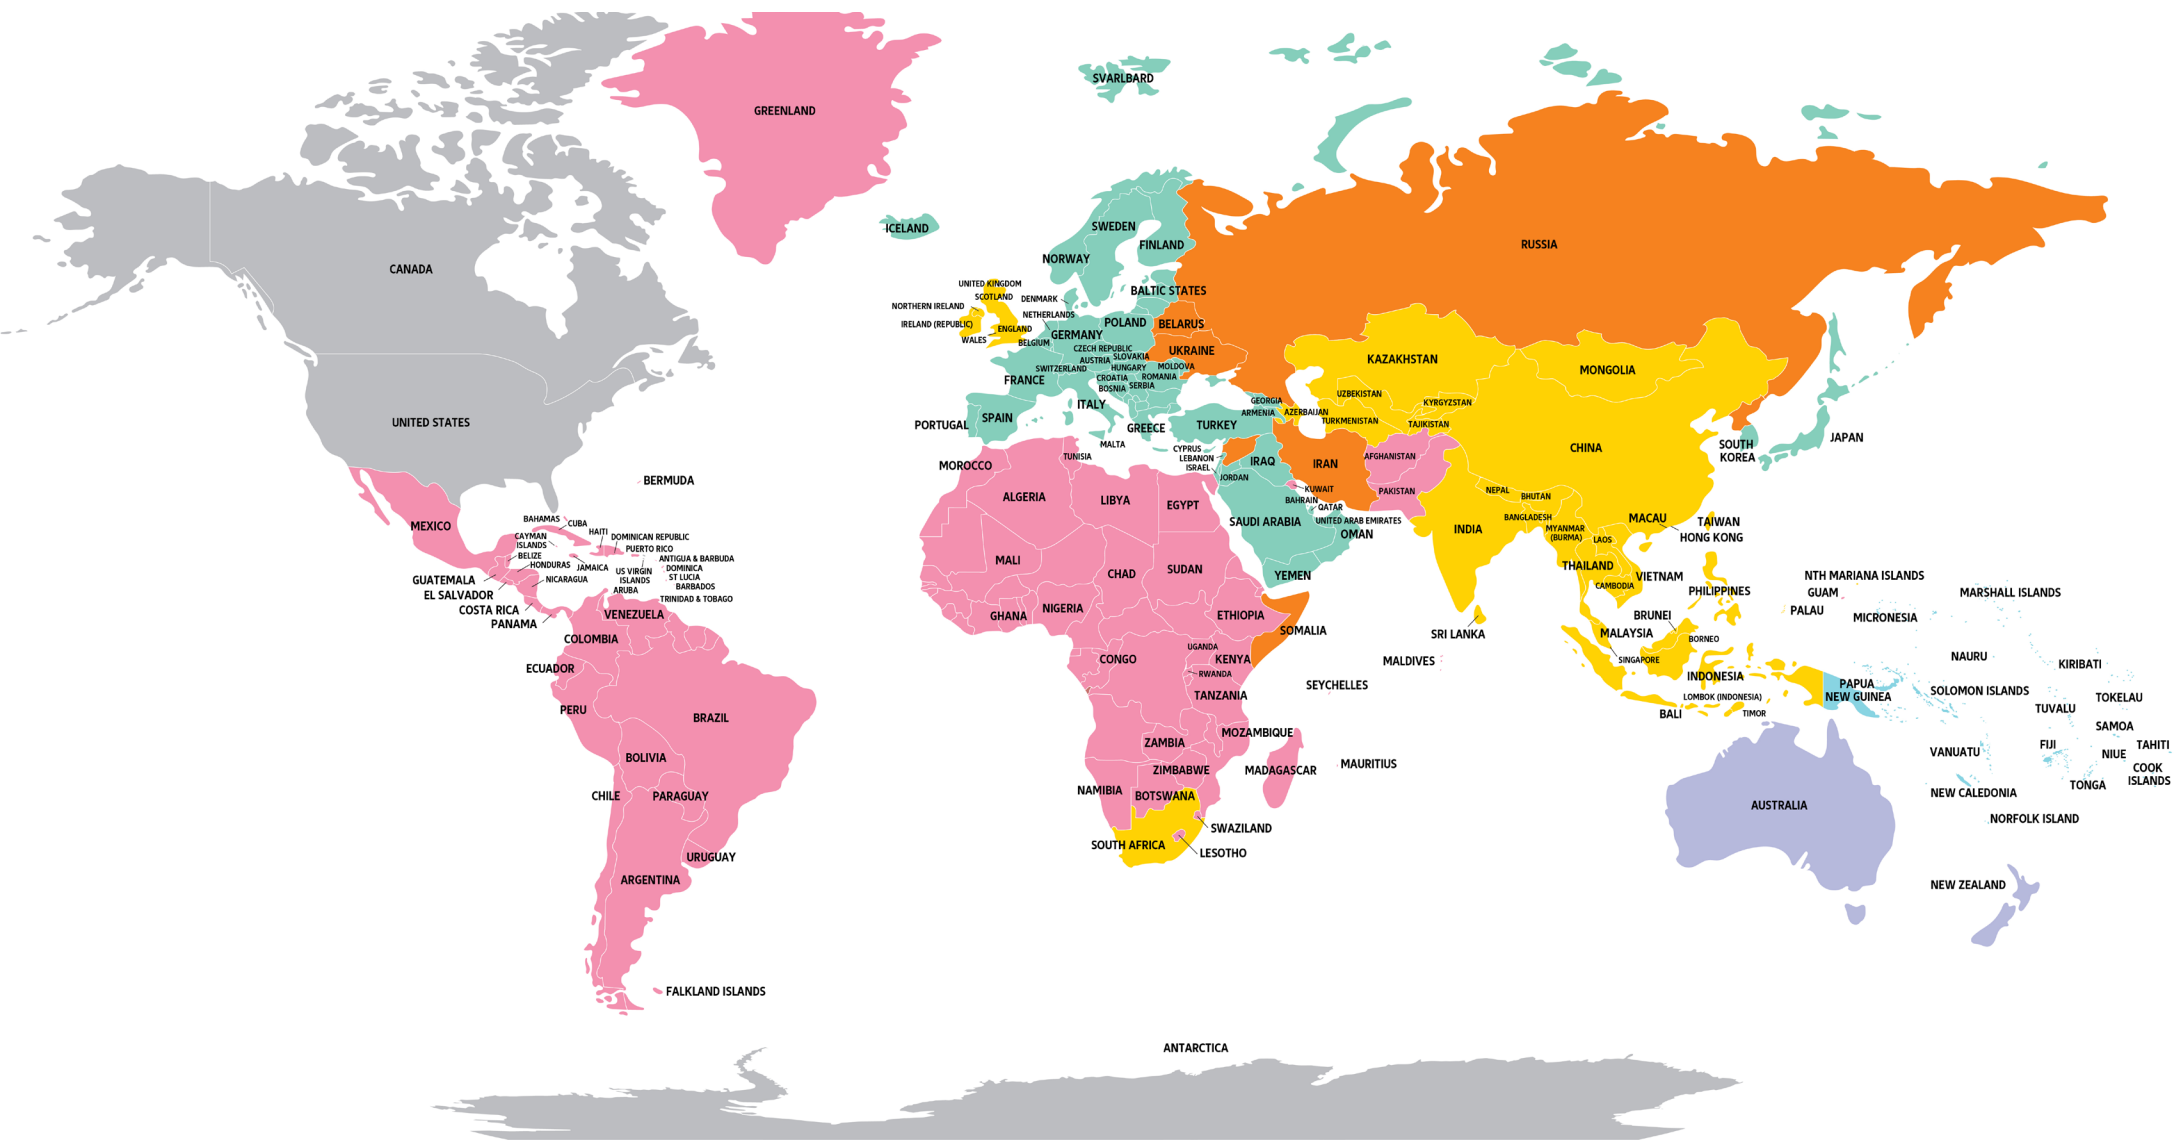 SVARLBARD
GREENLAND
ICELAND
SWEDEN
FINLAND
RUSSIA
NORWAY
CANADA
UNITED KINGDOM
SCOTLAND
BALTIC STATES
DENMARK
NORTHERN IRELAND
NETHERLANDS
IRELAND (REPUBLIC)
ENGLAND
POLAND
BELARUS
WALES
GERMANY
BELGIUM
CZECH REPUBLIC
UKRAINE
AUSTRIA
SLOVAKIA
KAZAKHSTAN
SWITZERLAND
HUNGARY
MOLDOVA
MONGOLIA
FRANCE
CROATIA
ROMANIA
BOSNIA
SERBIA
UZBEKISTAN
ITALY
GEORGIA
KYRGYZSTAN
ARMENIA
AZERBAIJAN
UNITED STATES
PORTUGAL
SPAIN
GREECE
TURKEY
TURKMENISTAN
TAJIKISTAN
MALTA
SOUTH
KOREA
JAPAN
CYPRUS
CHINA
MOROCCO
TUNISIA
LEBANON
ISRAEL
IRAQ
IRAN
AFGHANISTAN
JORDAN
BERMUDA
KUWAIT
PAKISTAN
NEPAL
BHUTAN
ALGERIA
LIBYA
EGYPT
BAHRAIN
QATAR
MEXICO
BAHAMAS
CUBA
SAUDI ARABIA
UNITED ARAB EMIRATES
INDIA
BANGLADESH
MACAU
TAIWAN
HONG KONG
HAITI
DOMINICAN REPUBLIC
CAYMAN
ISLANDS
OMAN
MYANMAR
(BURMA)
LAOS
PUERTO RICO
BELIZE
ANTIGUA & BARBUDA
HONDURAS
JAMAICA
DOMINICA
US VIRGIN
ISLANDS
ST LUCIA
MALI
CHAD
SUDAN
YEMEN
THAILAND
VIETNAM
NICARAGUA
GUATEMALA
BARBADOS
ARUBA
EL SALVADOR
TRINIDAD & TOBAGO
CAMBODIA
PHILIPPINES
NTH MARIANA ISLANDS
GUAM
MARSHALL ISLANDS
COSTA RICA
PANAMA
VENEZUELA
GHANA
NIGERIA
ETHIOPIA
PALAU
MICRONESIA
BRUNEI
COLOMBIA
SOMALIA
SRI LANKA
MALAYSIA
BORNEO
UGANDA
KENYA
CONGO
MALDIVES
SINGAPORE
NAURU
KIRIBATI
ECUADOR
RWANDA
SEYCHELLES
INDONESIA
PAPUA
NEW GUINEA
TANZANIA
LOMBOK (INDONESIA)
SOLOMON ISLANDS
TOKELAU
PERU
BRAZIL
BALI
TIMOR
TUVALU
SAMOA
MOZAMBIQUE
ZAMBIA
VANUATU
FIJI
TAHITI
NIUE
BOLIVIA
ZIMBABWE
MADAGASCAR
MAURITIUS
COOK
ISLANDS
TONGA
CHILE
PARAGUAY
NAMIBIA
BOTSWANA
AUSTRALIA
NEW CALEDONIA
NORFOLK ISLAND
SWAZILAND
SOUTH AFRICA
LESOTHO
URUGUAY
ARGENTINA
NEW ZEALAND
FALKLAND ISLANDS
ANTARCTICA